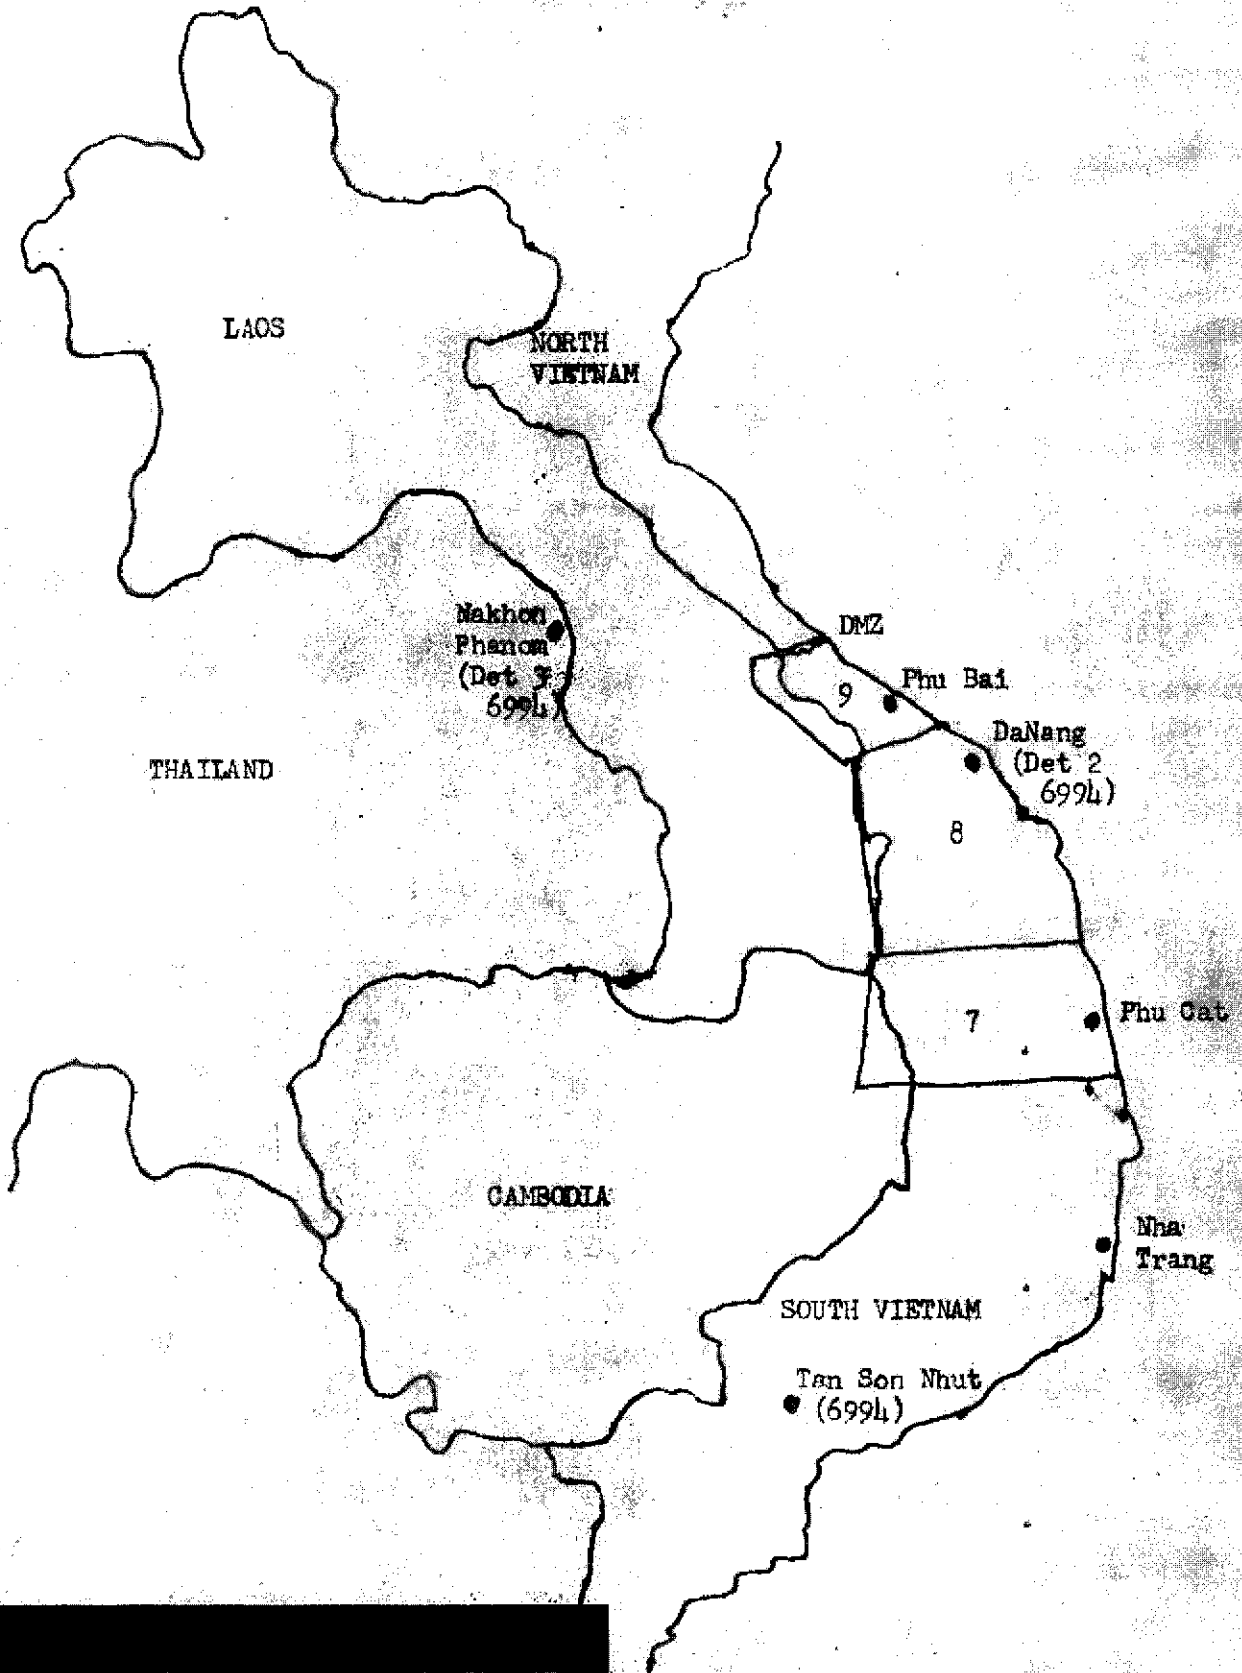 LAOS
NORTH
VIETNAM
Nakhon
Phanom
(Det 3
6994)
DMZ
9
Phu Bai
DaNang
(Det 2
6994)
THAILAND
8
7
Phu Cat
CAMBODIA
Nha
Trang
SOUTH VIETNAM
Tan Son Nhut
(6994)